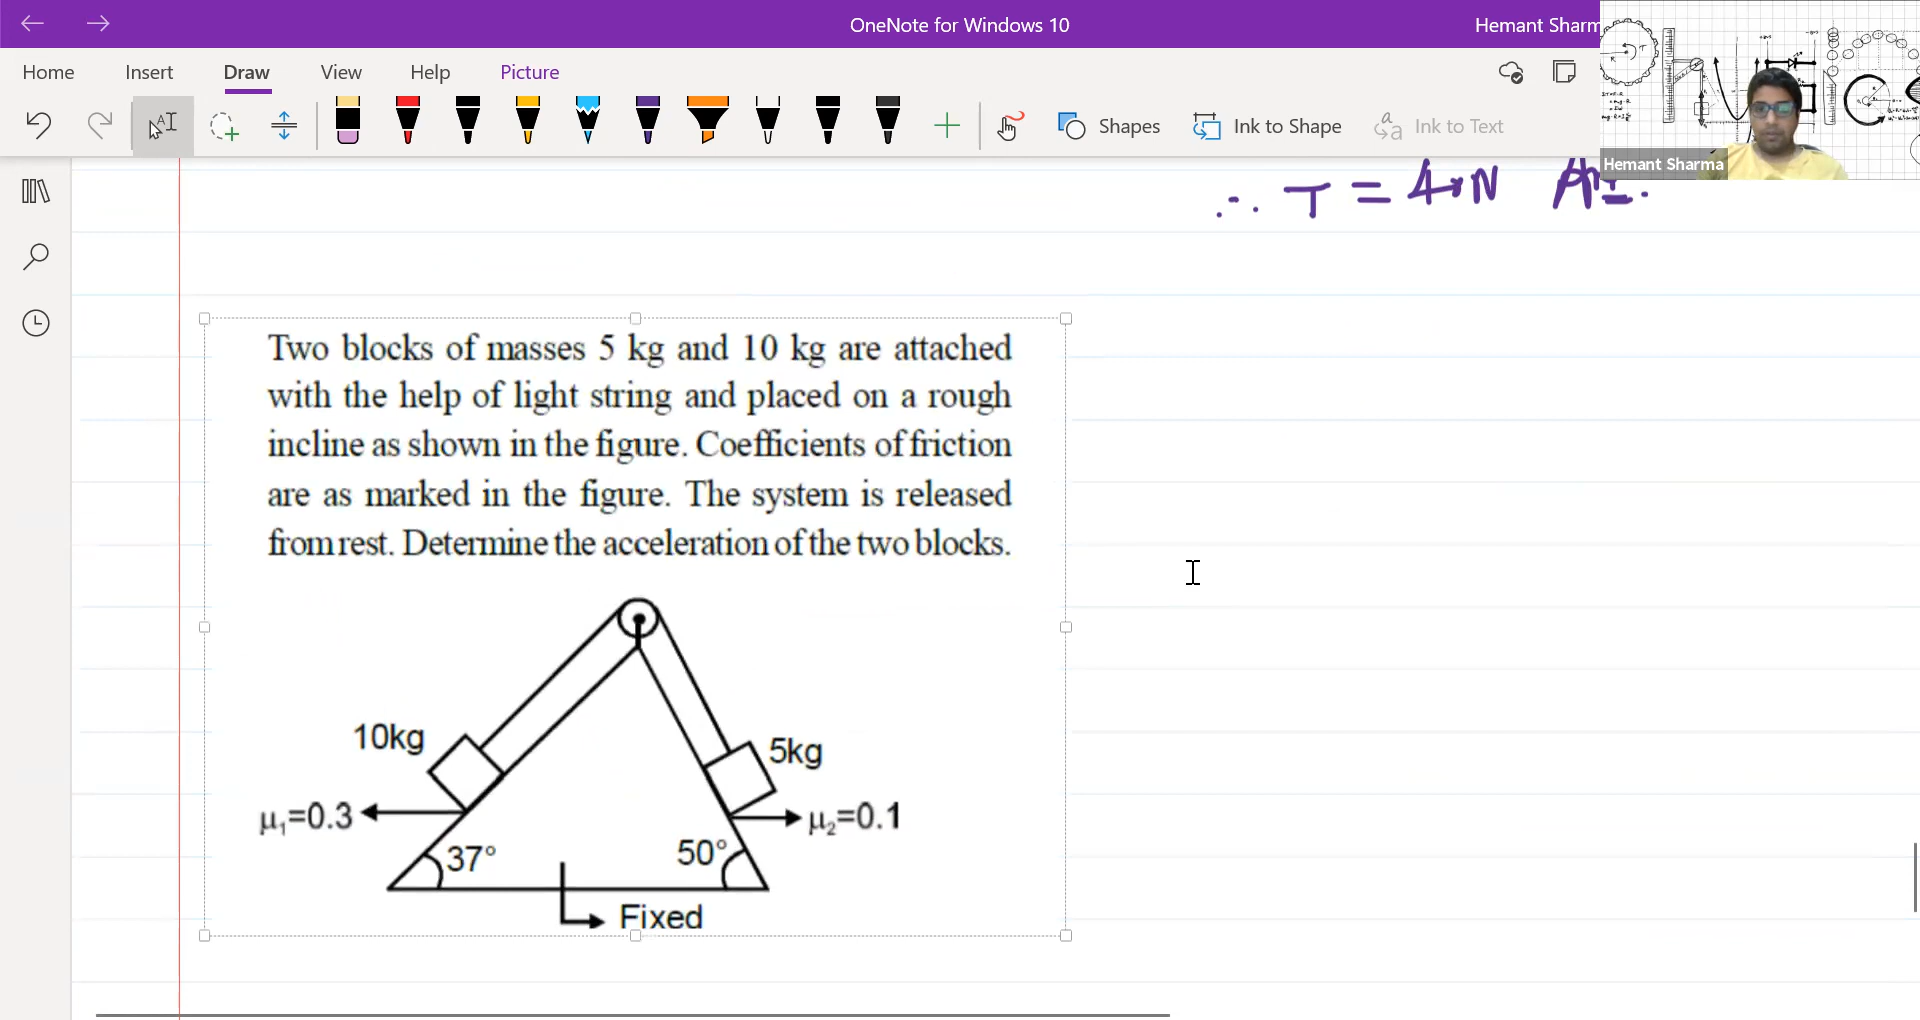 OneNote for Windows 10
Hemant Sharm
Home Insert Draw View Help Picture
Shapes Ink to Shape Ink to Text
Hemant Sharma
∴ T = 40N Ans.
Two blocks of masses 5 kg and 10 kg are attached
with the help of light string and placed on a rough
incline as shown in the figure. Coefficients of friction
are as marked in the figure. The system is released
from rest. Determine the acceleration of the two blocks.
10kg
5kg
μ₁=0.3
μ₂=0.1
37°
50°
Fixed